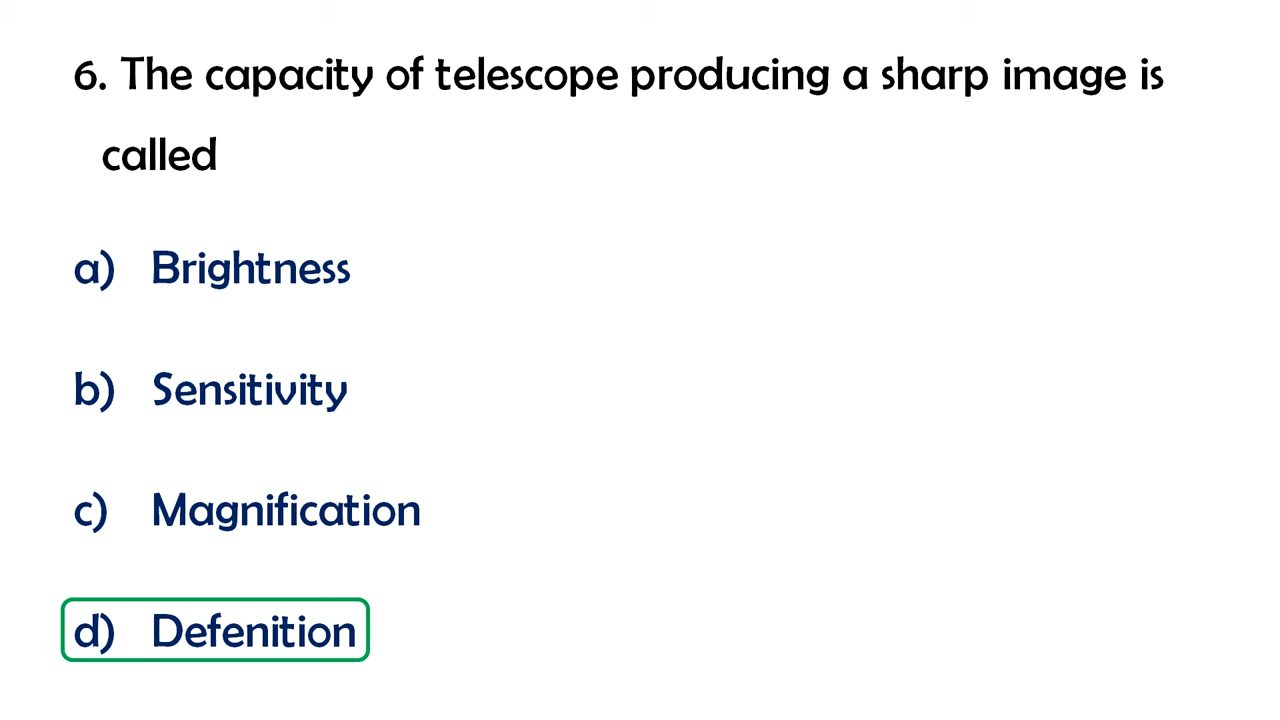 6. The capacity of telescope producing a sharp image is
called
a) Brightness
b) Sensitivity
c) Magnification
d) Defenition